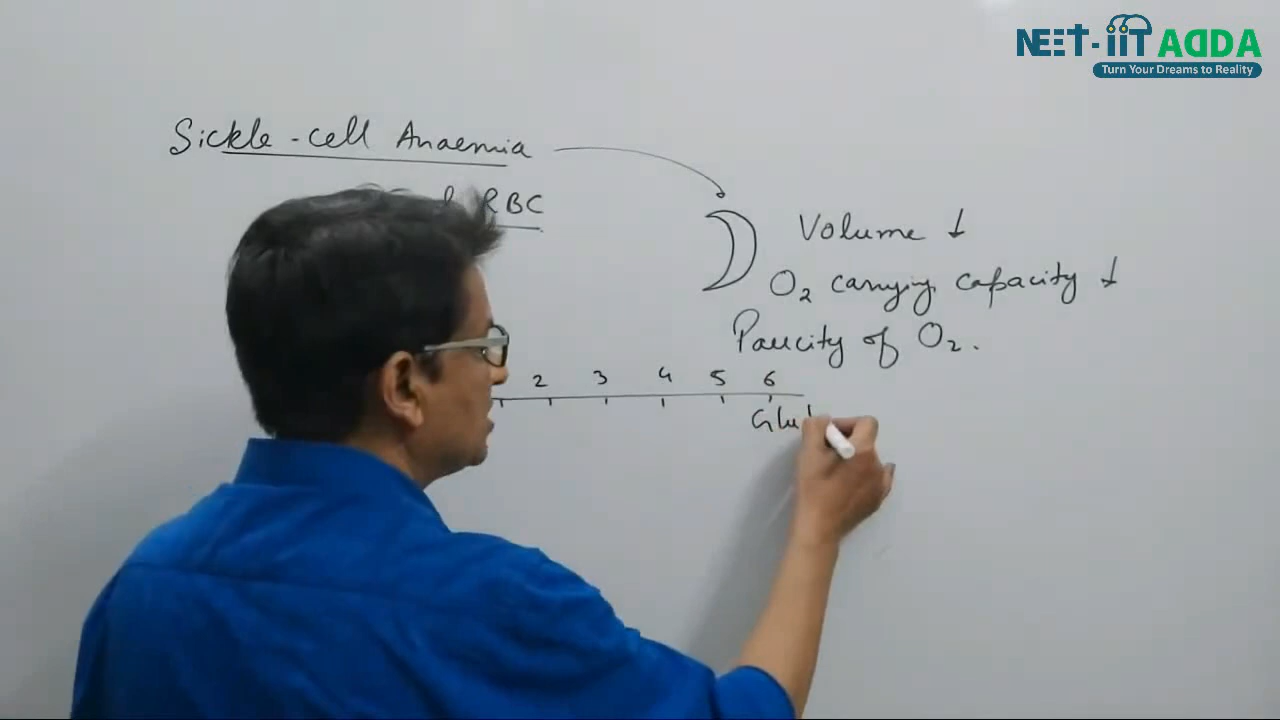 NEET-IIT ADDA
Turn Your Dreams to Reality
Sickle-cell Anaemia
RBC
Volume ↓
O₂ carrying capacity ↓
Paucity of O₂.
2 3 4 5 6
Glu